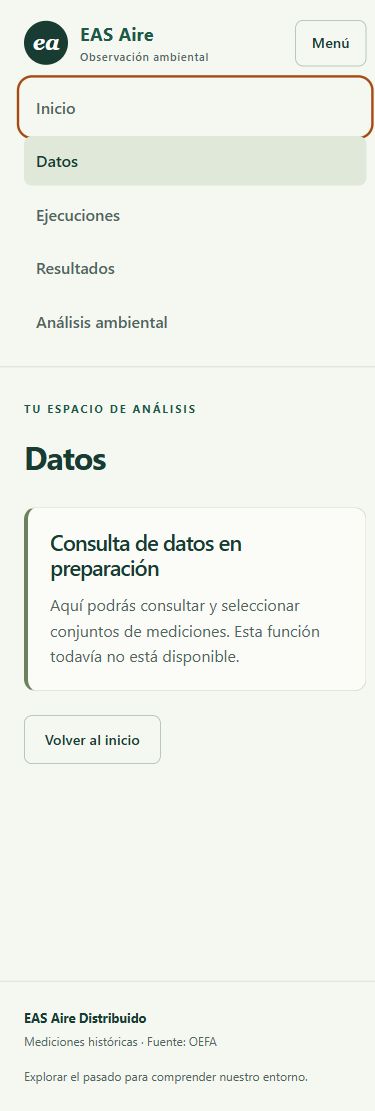 ea
EAS Aire
Observación ambiental
Menú
Inicio
Datos
Ejecuciones
Resultados
Análisis ambiental
TU ESPACIO DE ANÁLISIS
Datos
Consulta de datos en
preparación
Aquí podrás consultar y seleccionar
conjuntos de mediciones. Esta función
todavía no está disponible.
Volver al inicio
EAS Aire Distribuido
Mediciones históricas · Fuente: OEFA
Explorar el pasado para comprender nuestro entorno.